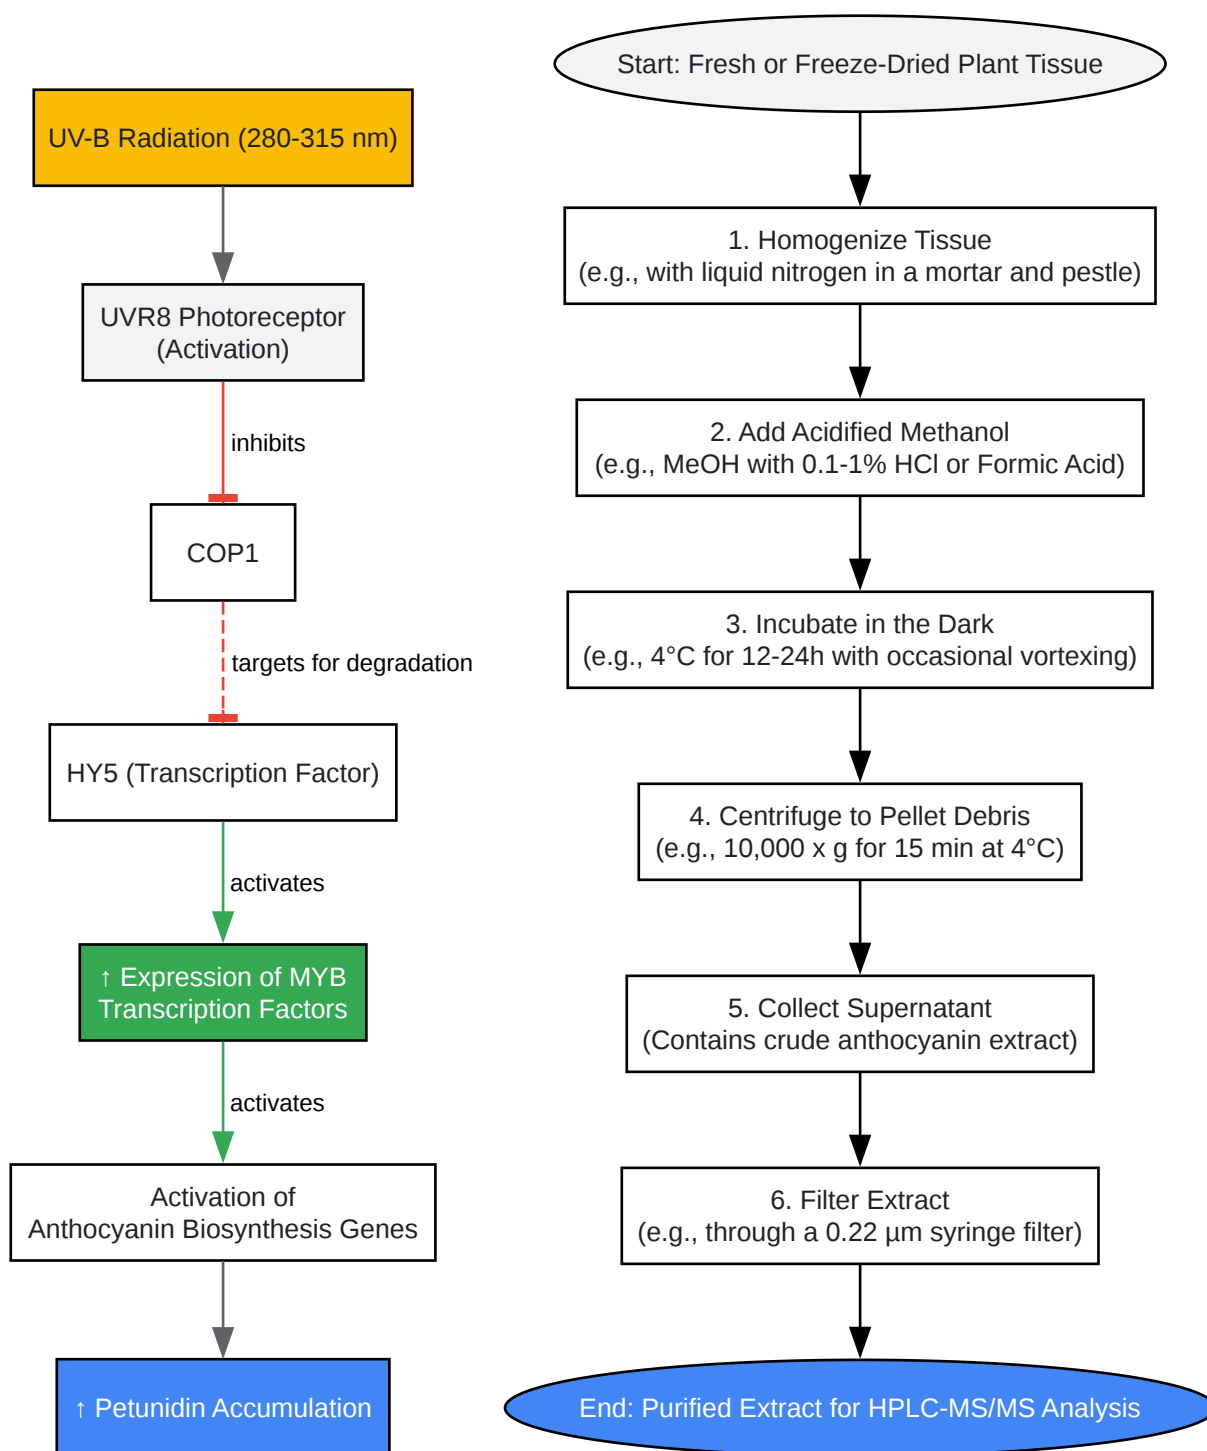 UV-B Radiation (280-315 nm)
UVR8 Photoreceptor
(Activation)
inhibits
COP1
targets for degradation
HY5 (Transcription Factor)
activates
↑ Expression of MYB
Transcription Factors
activates
Activation of
Anthocyanin Biosynthesis Genes
↑ Petunidin Accumulation
Start: Fresh or Freeze-Dried Plant Tissue
1. Homogenize Tissue
(e.g., with liquid nitrogen in a mortar and pestle)
2. Add Acidified Methanol
(e.g., MeOH with 0.1-1% HCl or Formic Acid)
3. Incubate in the Dark
(e.g., 4°C for 12-24h with occasional vortexing)
4. Centrifuge to Pellet Debris
(e.g., 10,000 x g for 15 min at 4°C)
5. Collect Supernatant
(Contains crude anthocyanin extract)
6. Filter Extract
(e.g., through a 0.22 µm syringe filter)
End: Purified Extract for HPLC-MS/MS Analysis